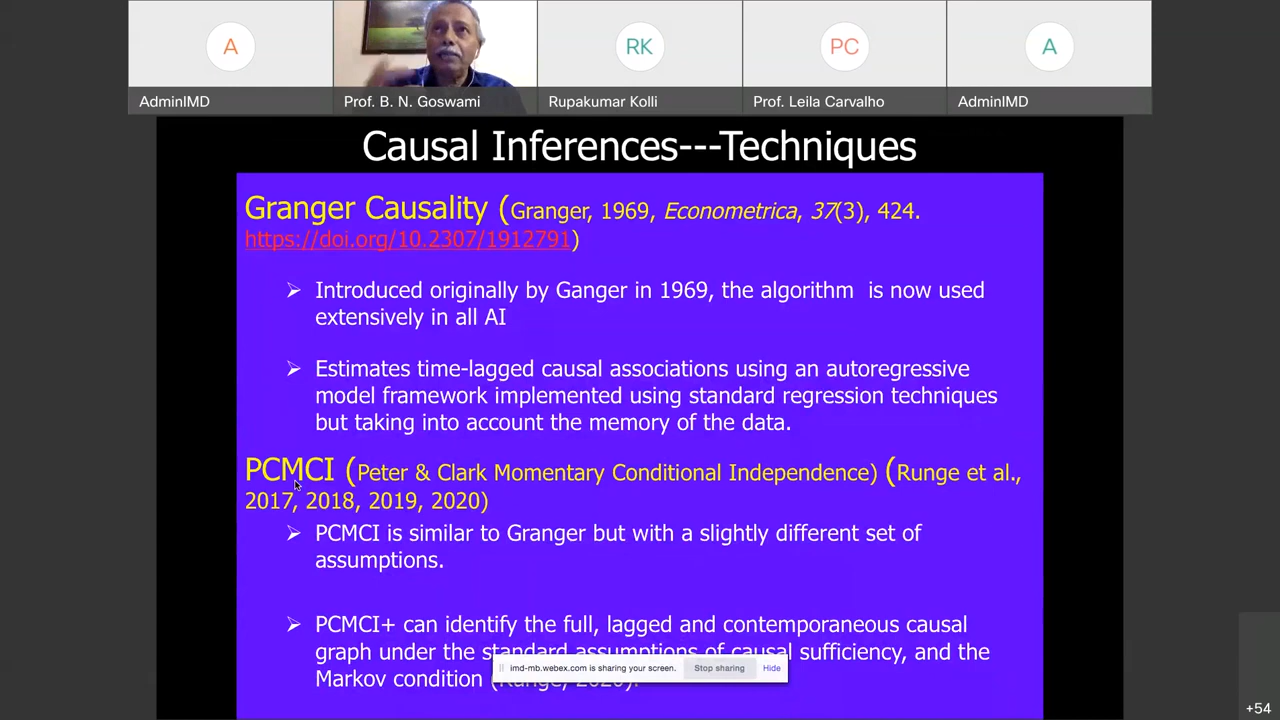 A
RK
PC
A
AdminIMD
Prof. B. N. Goswami
Rupakumar Kolli
Prof. Leila Carvalho
AdminIMD
Causal Inferences---Techniques
Granger Causality (Granger, 1969, Econometrica, 37(3), 424.
https://doi.org/10.2307/1912791)
➢ Introduced originally by Ganger in 1969, the algorithm is now used
extensively in all AI
➢ Estimates time-lagged causal associations using an autoregressive
model framework implemented using standard regression techniques
but taking into account the memory of the data.
PCMCI (Peter & Clark Momentary Conditional Independence) (Runge et al.,
2017, 2018, 2019, 2020)
➢ PCMCI is similar to Granger but with a slightly different set of
assumptions.
➢ PCMCI+ can identify the full, lagged and contemporaneous causal
graph under the standard assumptions of causal sufficiency, and the
Markov condition (Runge, 2020).
imd-mb.webex.com is sharing your screen.
Stop sharing
Hide
+54